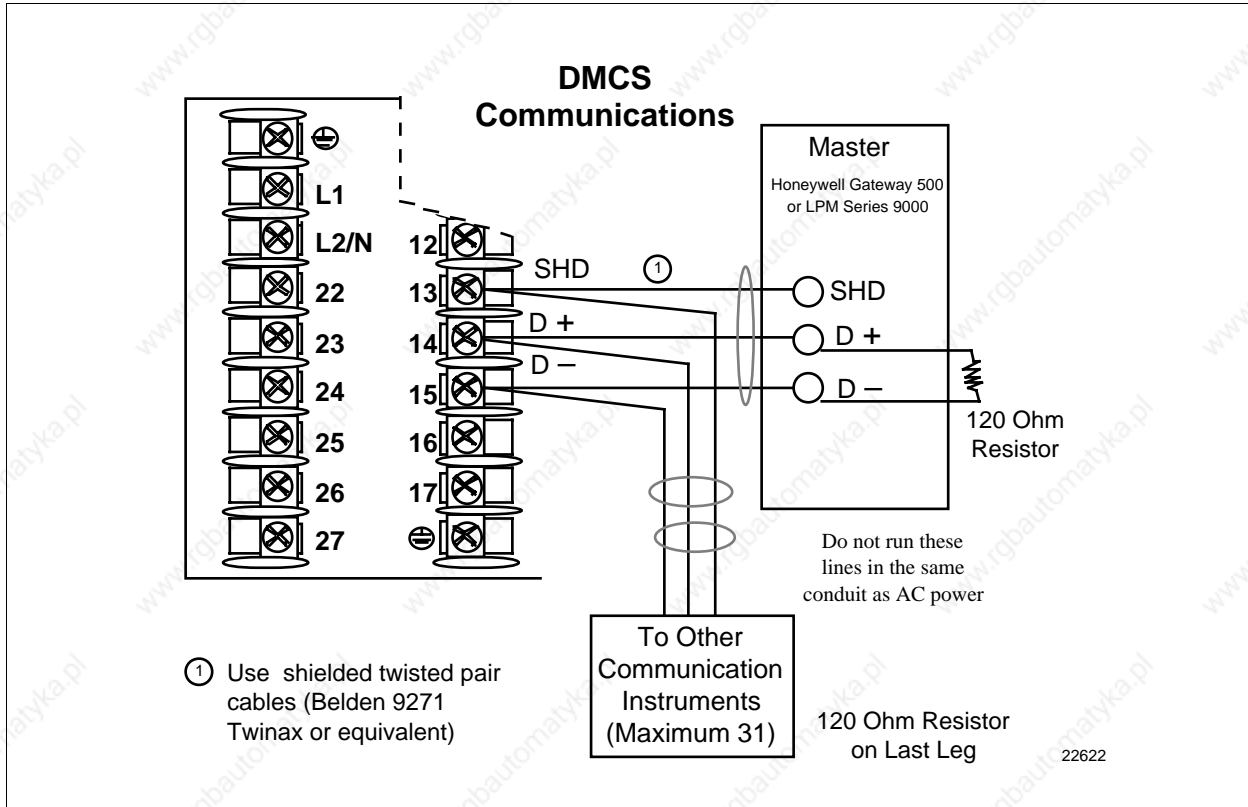 DMCS
Communications
Master
Honeywell Gateway 500
or LPM Series 9000
L1
L2/N
22
23
24
25
26
27
12
13
14
15
16
17
SHD
1
D +
D –
SHD
D +
D –
120 Ohm
Resistor
Do not run these
lines in the same
conduit as AC power
To Other
Communication
Instruments
(Maximum 31)
1 Use shielded twisted pair
cables (Belden 9271
Twinax or equivalent)
120 Ohm Resistor
on Last Leg
22622
www.rgbautomatyka.pl